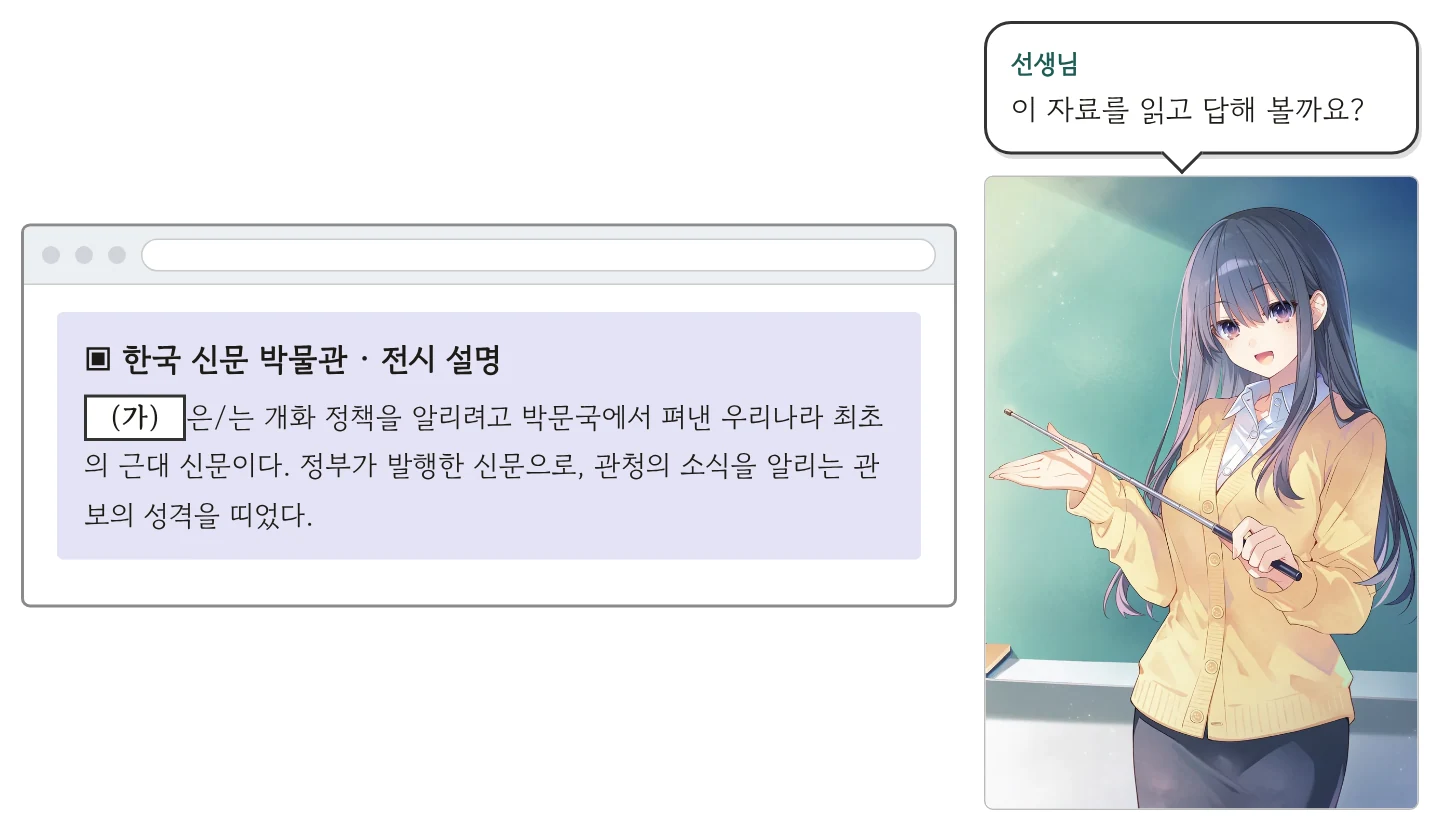 선생님
이 자료를 읽고 답해 볼까요?
▣ 한국 신문 박물관 · 전시 설명
(가) 은/는 개화 정책을 알리려고 박문국에서 펴낸 우리나라 최초
의 근대 신문이다. 정부가 발행한 신문으로, 관청의 소식을 알리는 관
보의 성격을 띠었다.